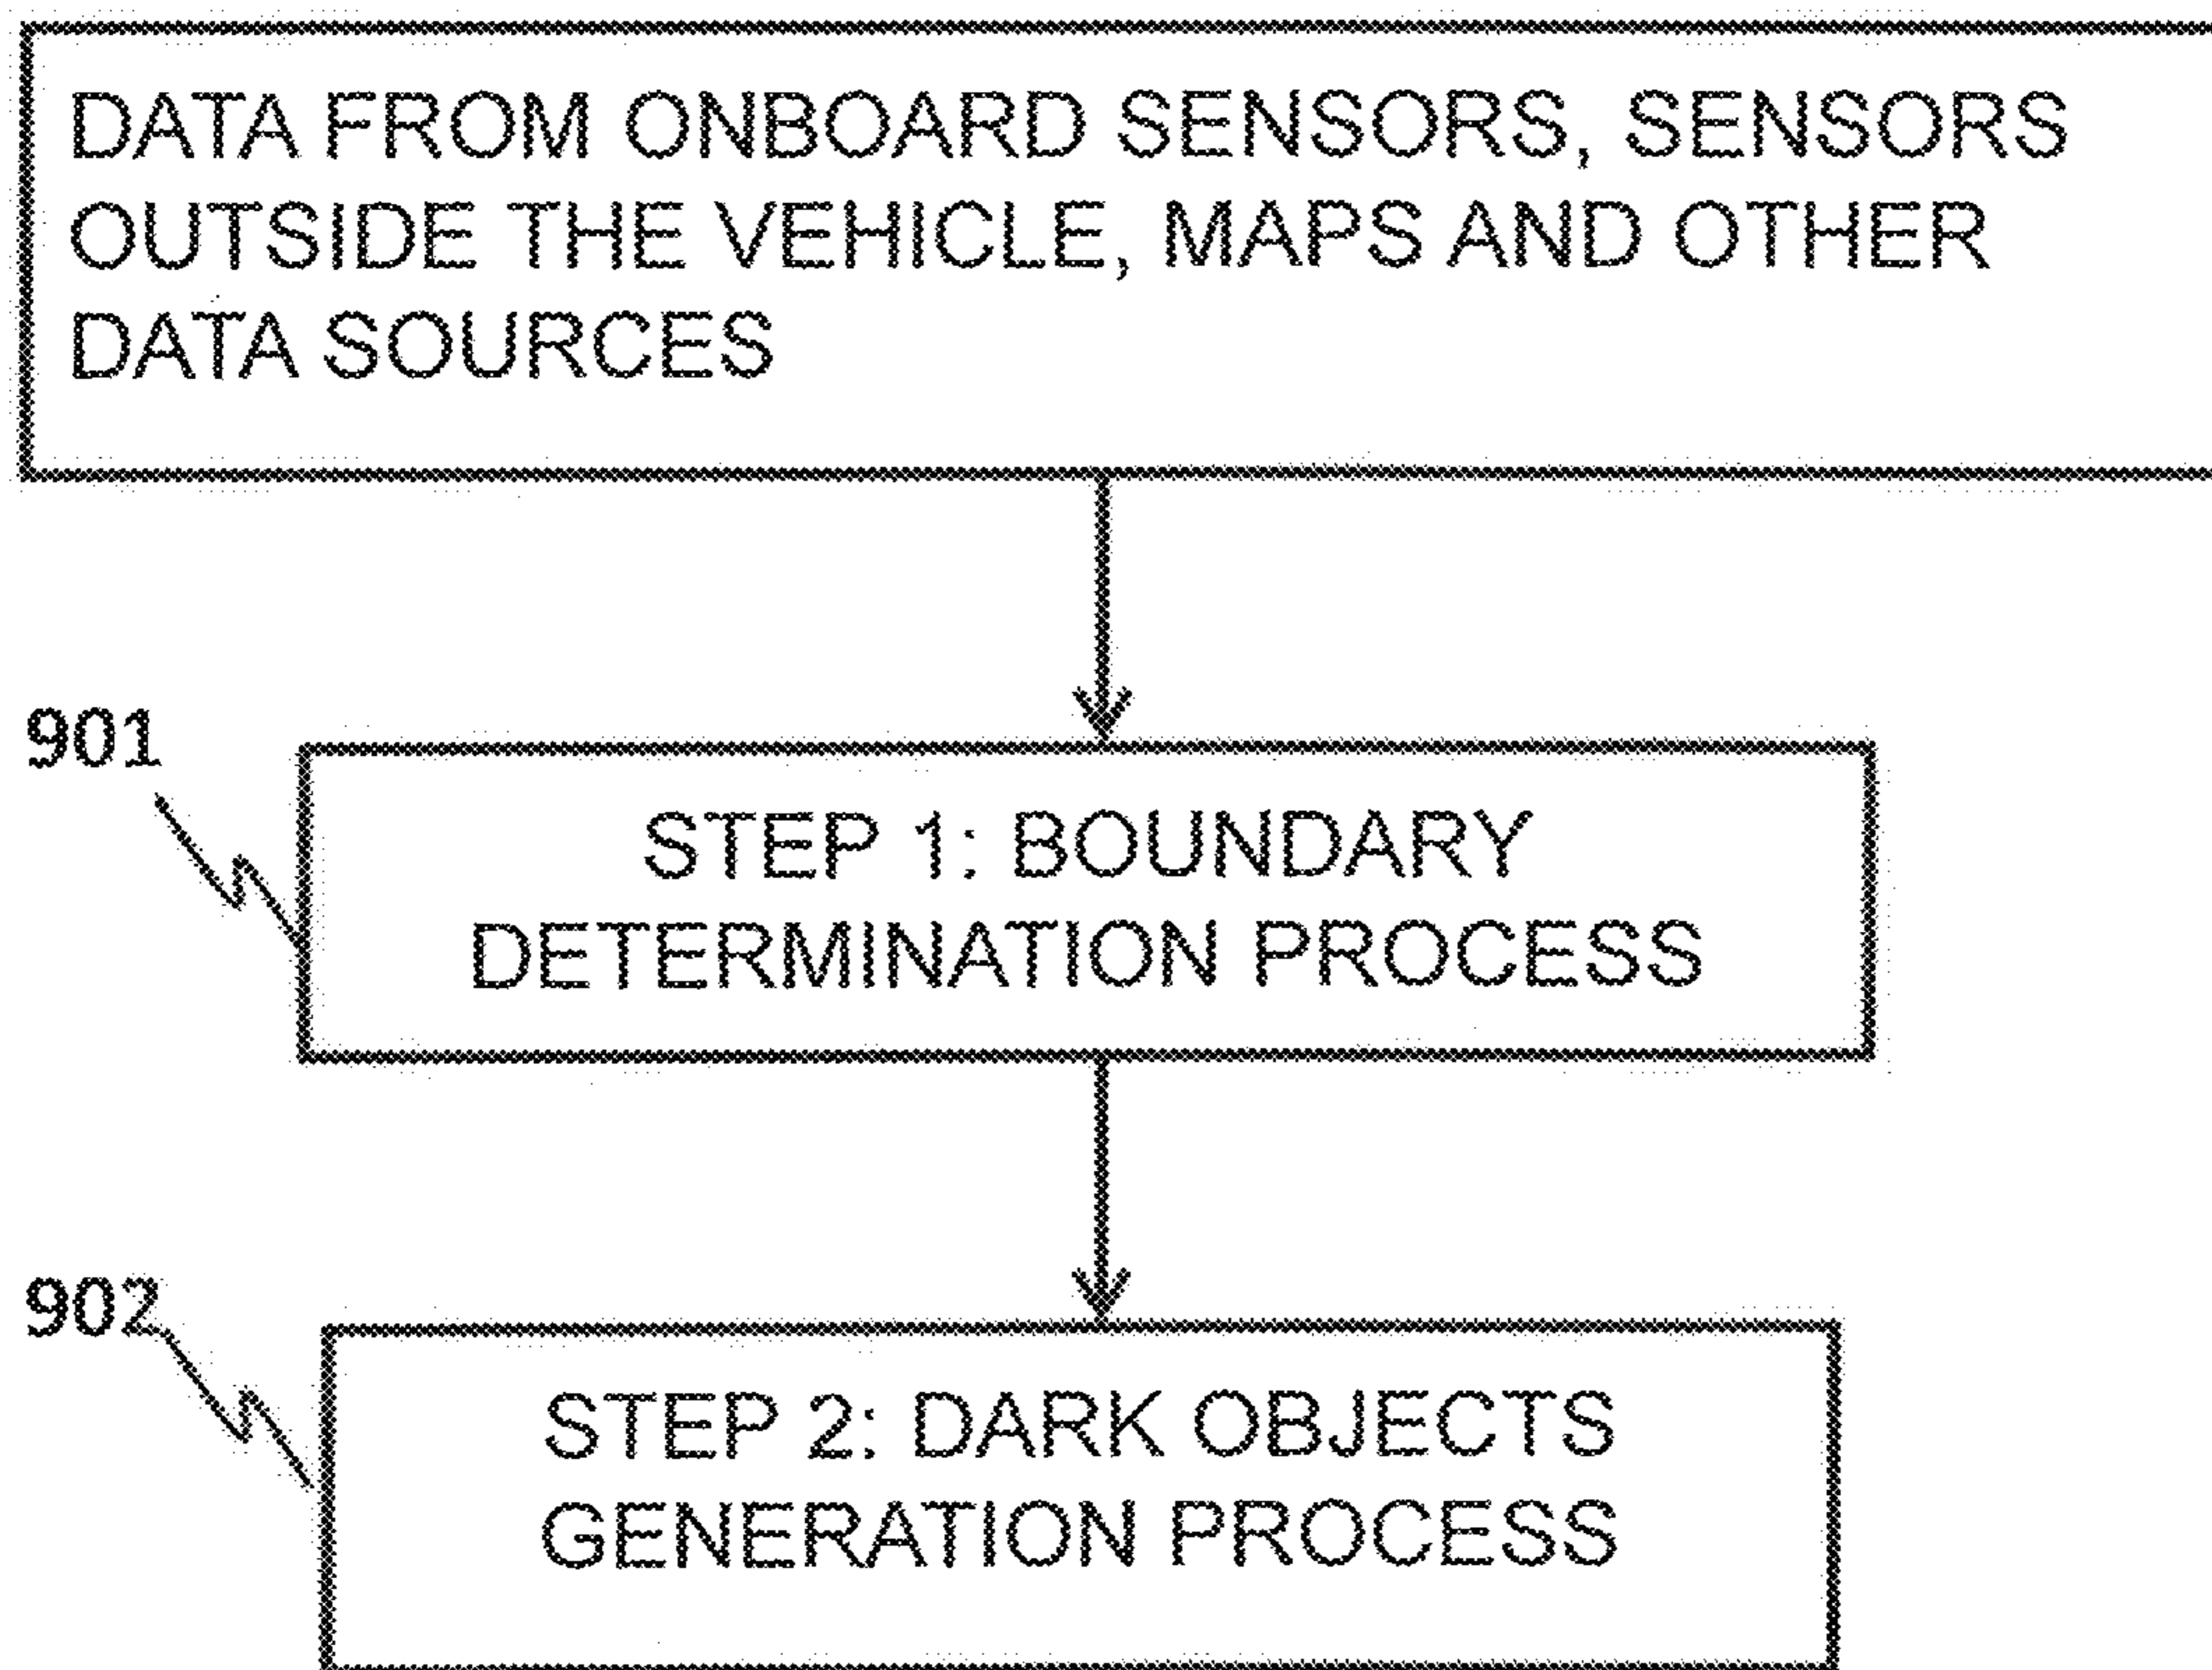 DATA FROM ONBOARD SENSORS, SENSORS
OUTSIDE THE VEHICLE, MAPS AND OTHER
DATA SOURCES
901
STEP 1: BOUNDARY
DETERMINATION PROCESS
902
STEP 2: DARK OBJECTS
GENERATION PROCESS